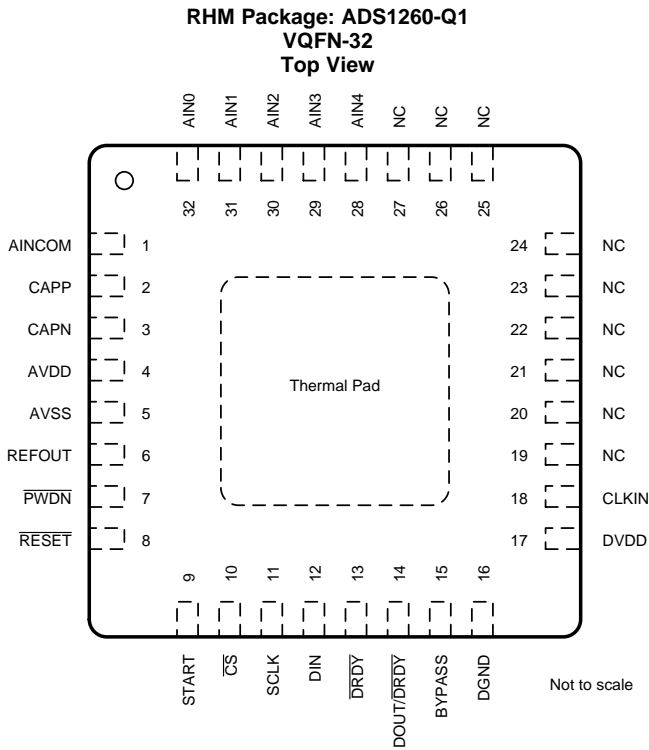 RHM Package: ADS1260-Q1
VQFN-32
Top View
AIN0
AIN1
AIN2
AIN3
AIN4
NC
NC
NC
32
31
30
29
28
27
26
25
AINCOM 1
CAPP 2
CAPN 3
AVDD 4
AVSS 5
REFOUT 6
PWDN 7
RESET 8
24 NC
23 NC
22 NC
21 NC
20 NC
19 NC
18 CLKIN
17 DVDD
Thermal Pad
9
10
11
12
13
14
15
16
START
CS
SCLK
DIN
DRDY
DOUT/DRDY
BYPASS
DGND
Not to scale